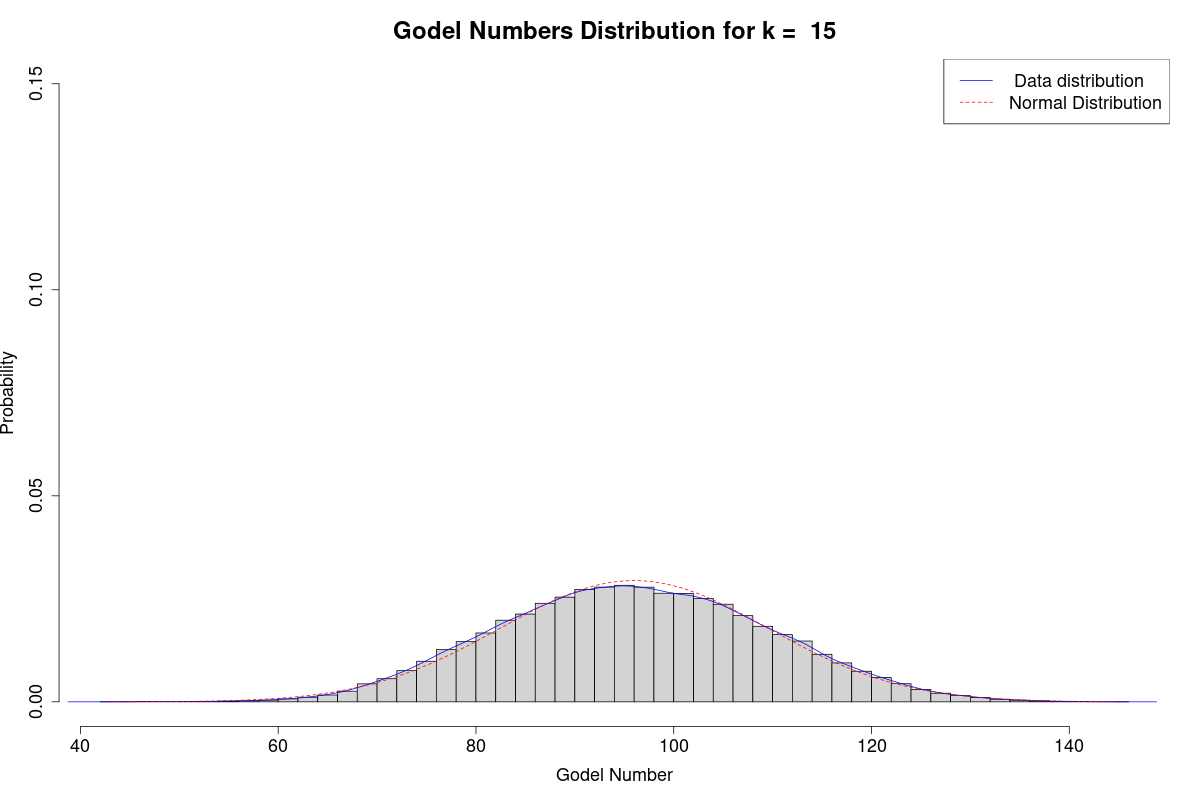 Godel Numbers Distribution for k =  15
Data distribution
Normal Distribution
Probability
0.15
0.10
0.05
0.00
40 60 80 100 120 140
Godel Number